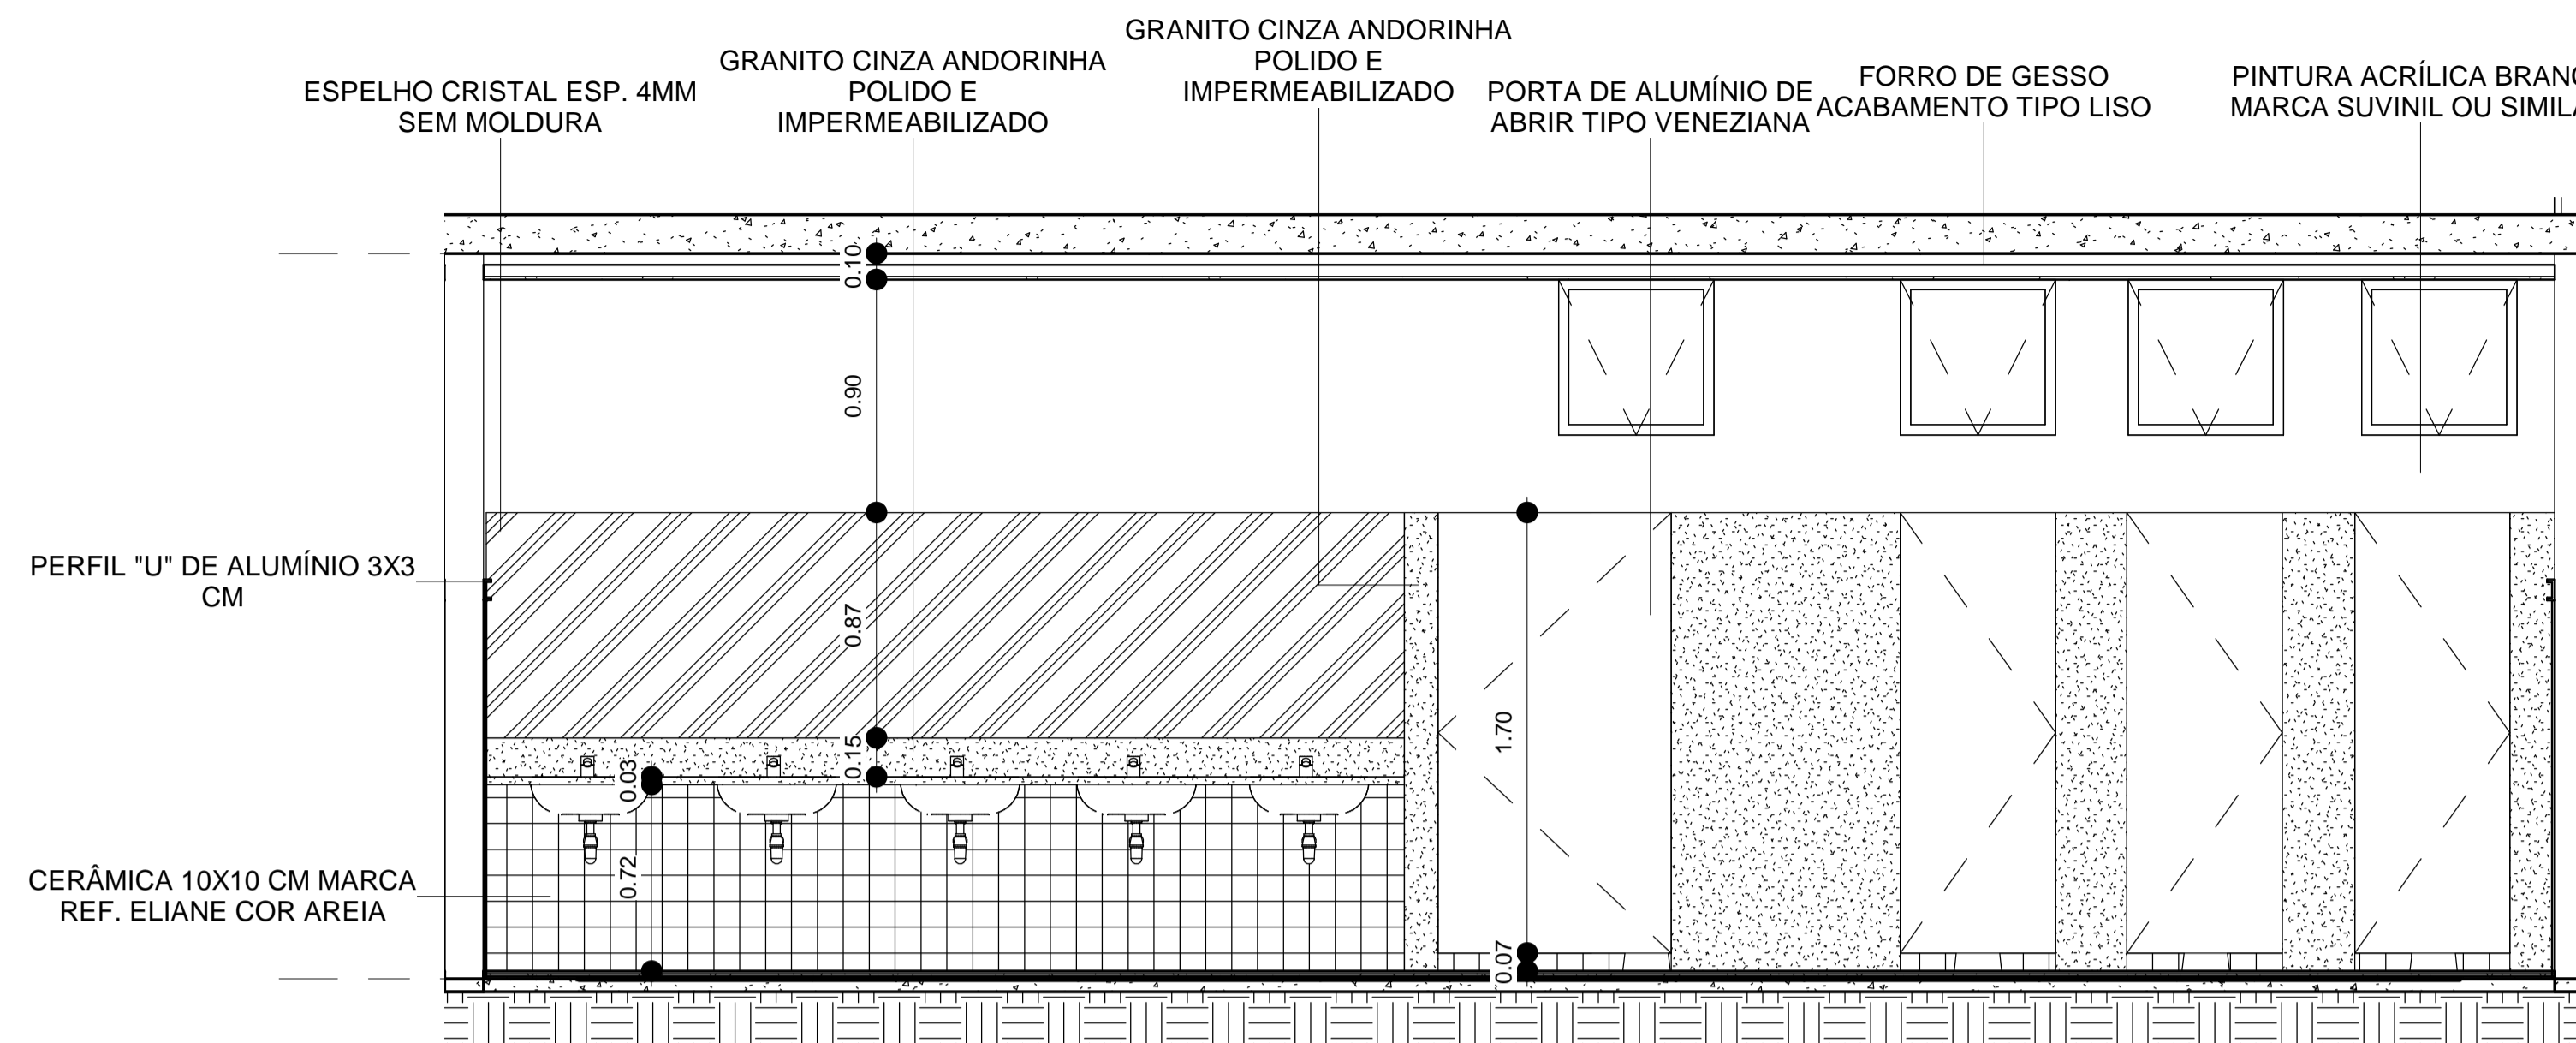 GRANITO CINZA ANDORINHA
POLIDO E
IMPERMEABILIZADO
GRANITO CINZA ANDORINHA
POLIDO E
IMPERMEABILIZADO
ESPELHO CRISTAL ESP. 4MM
SEM MOLDURA
PORTA DE ALUMÍNIO DE
ABRIR TIPO VENEZIANA
FORRO DE GESSO
ACABAMENTO TIPO LISO
PINTURA ACRÍLICA
MARCA SUVINIL OU
0.10
0.90
PERFIL "U" DE ALUMÍNIO 3X3
CM
0.87
1.70
0.15
0.03
0.72
CERÂMICA 10X10 CM MARCA
REF. ELIANE COR AREIA
0.07